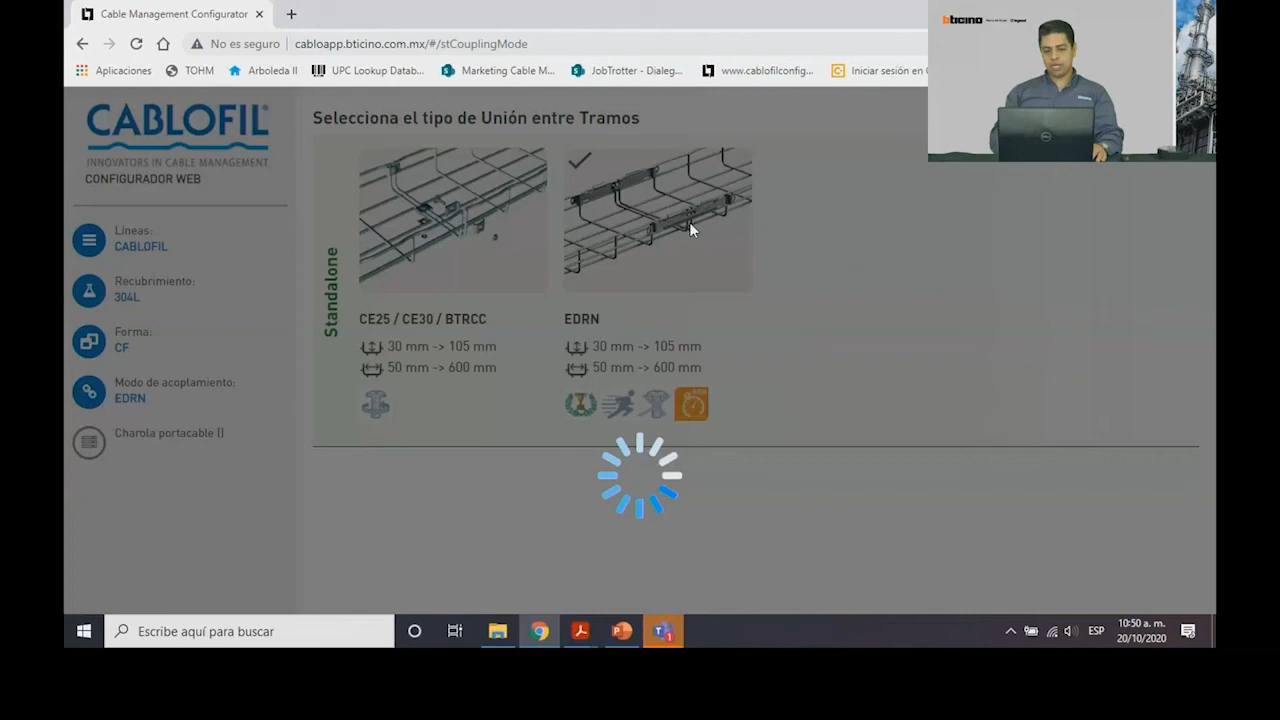 Cable Management Configurator
No es seguro
cabloapp.bticino.com.mx/#/stCouplingMode
Aplicaciones
TOHM
Arboleda II
UPC Lookup Datab...
Marketing Cable M...
JobTrotter - Dialeg...
www.cablofilconfig...
Iniciar sesión en C
bticino
CABLOFIL
INNOVATORS IN CABLE MANAGEMENT
CONFIGURADOR WEB
Líneas:
CABLOFIL
Recubrimiento:
304L
Forma:
CF
Modo de acoplamiento:
EDRN
Charola portacable ()
Selecciona el tipo de Unión entre Tramos
Standalone
CE25 / CE30 / BTRCC
30 mm -> 105 mm
50 mm -> 600 mm
EDRN
30 mm -> 105 mm
50 mm -> 600 mm
DELL
Escribe aquí para buscar
ESP
10:50 a. m.
20/10/2020